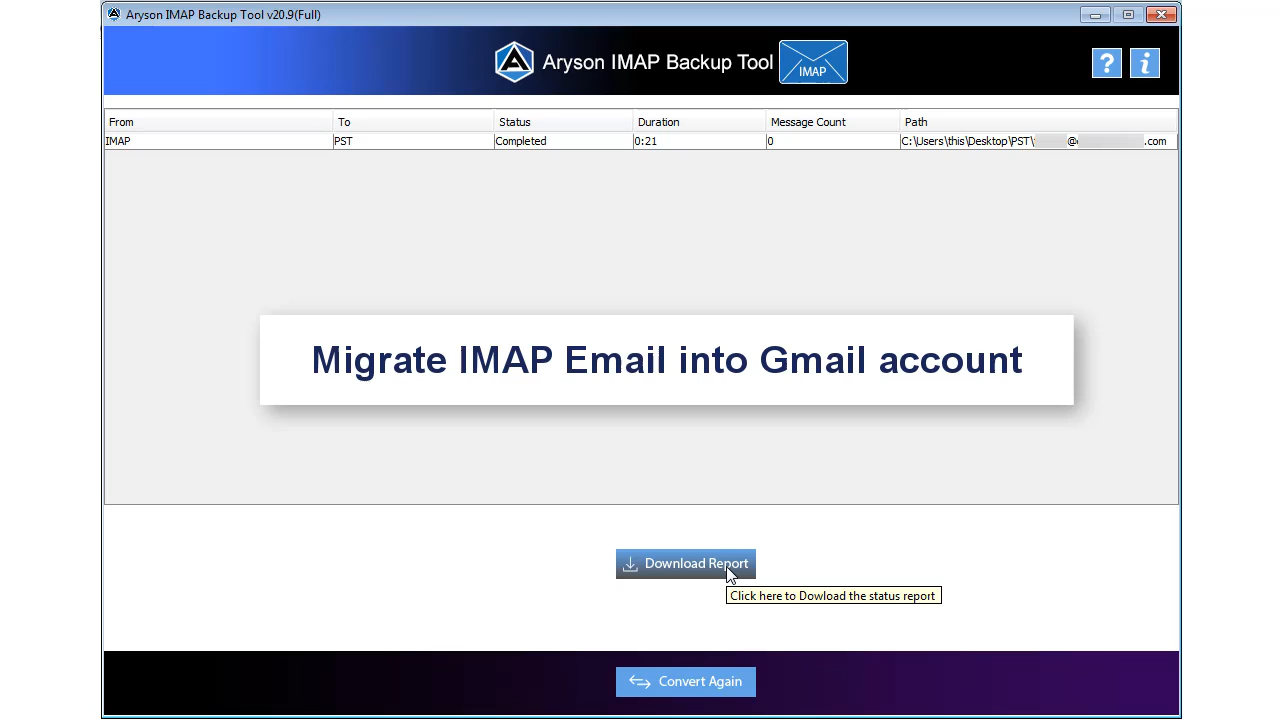 Aryson IMAP Backup Tool v20.9(Full)
Aryson IMAP Backup Tool
IMAP
? i
From To Status Duration Message Count Path
IMAP PST Completed 0:21 0 C:\Users\this\Desktop\PST\ @ .com
Migrate IMAP Email into Gmail account
Download Report
Click here to Dowload the status report
Convert Again